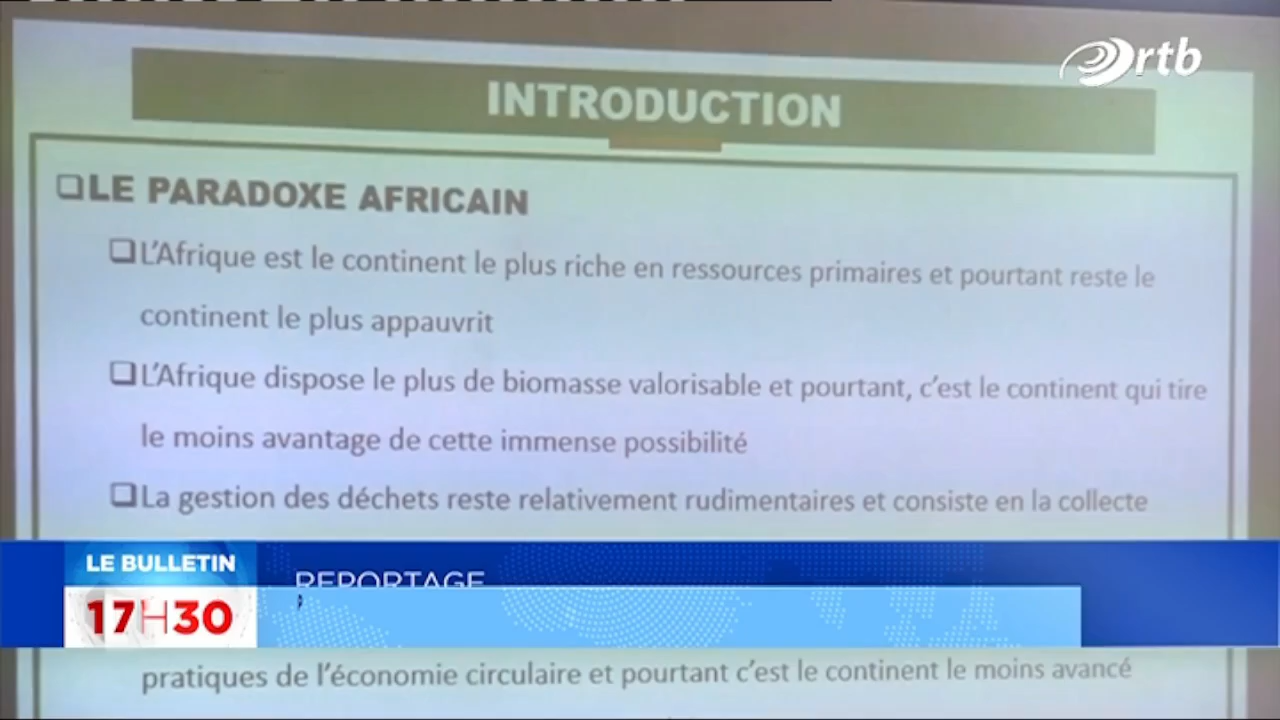 ortb
INTRODUCTION
LE PARADOXE AFRICAIN
L'Afrique est le continent le plus riche en ressources primaires et pourtant reste le
continent le plus appauvrit
L'Afrique dispose le plus de biomasse valorisable et pourtant, c'est le continent qui tire
le moins avantage de cette immense possibilité
La gestion des déchets reste relativement rudimentaires et consiste en la collecte
LE BULLETIN
REPORTAGE
17H30
pratiques de l'économie circulaire et pourtant c'est le continent le moins avancé